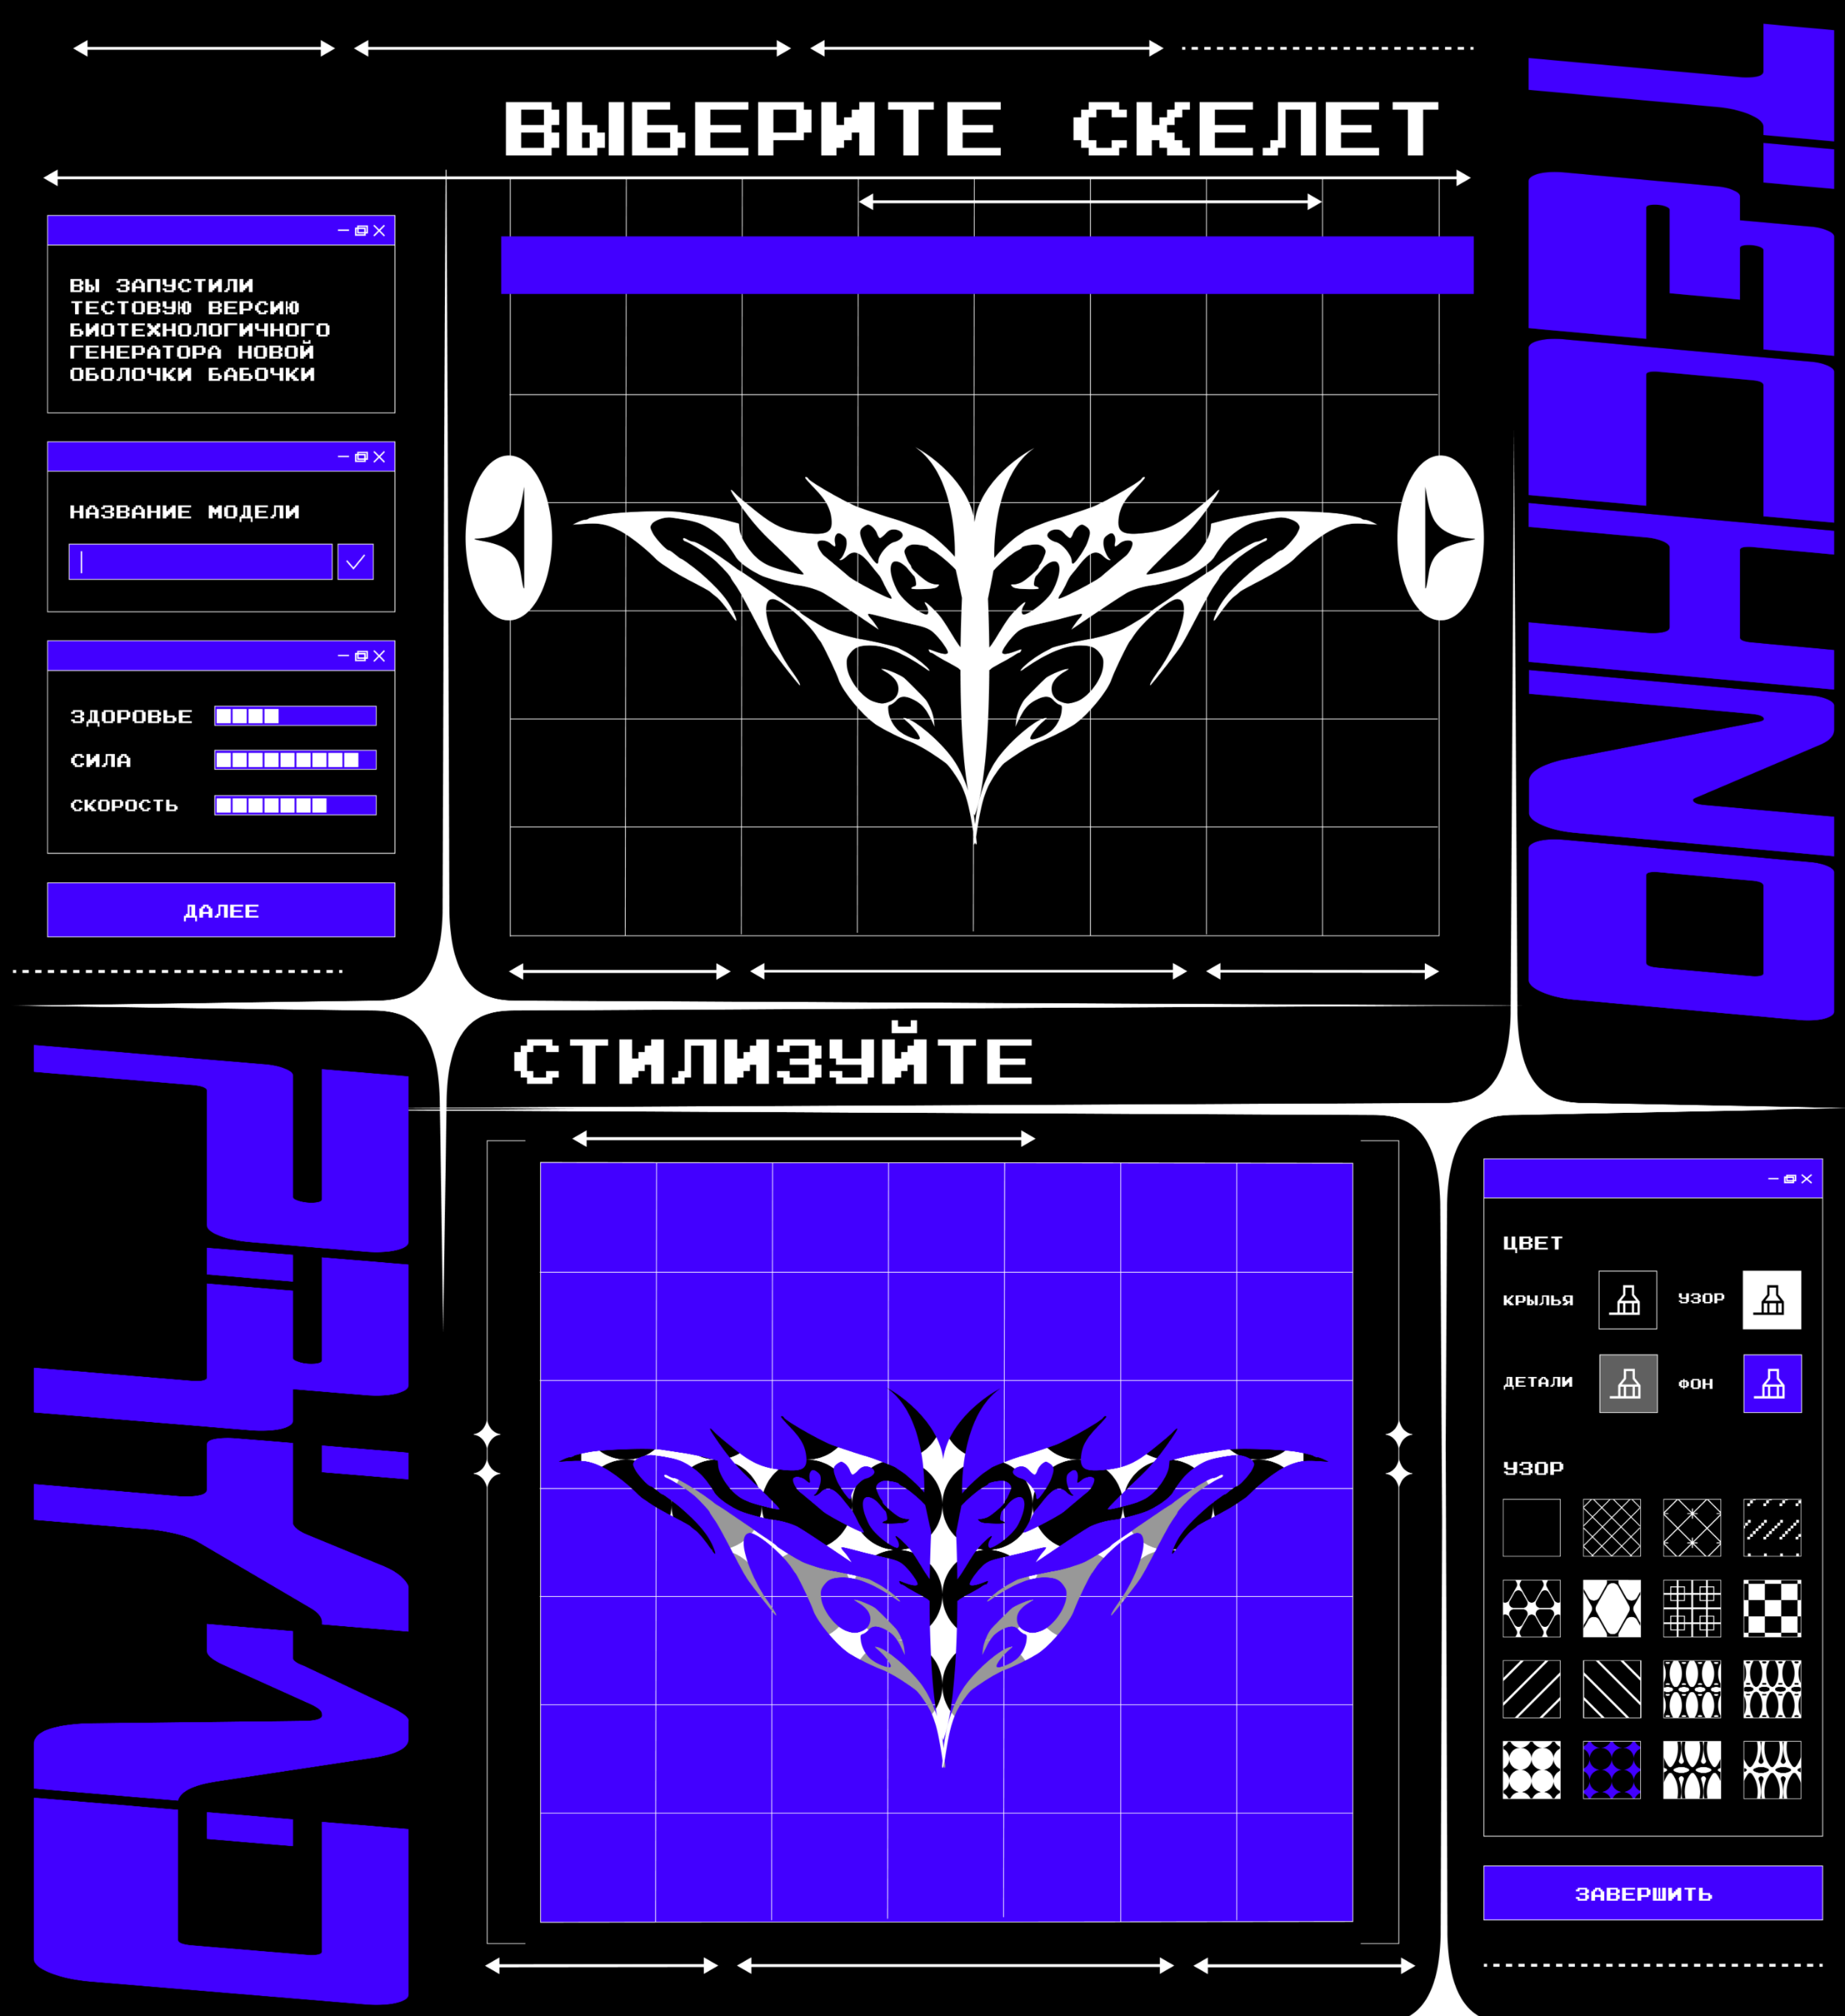 ВЫБЕРИТЕ СКЕЛЕТ
ВЫ ЗАПУСТИЛИ
ТЕСТОВУЮ ВЕРСИЮ
БИОТЕХНОЛОГИЧНОГО
ГЕНЕРАТОРА НОВОЙ
ОБОЛОЧКИ БАБОЧКИ
НАЗВАНИЕ МОДЕЛИ
ЗДОРОВЬЕ
СИЛА
СКОРОСТЬ
ДАЛЕЕ
TECHNO
СТИЛИЗУЙТЕ
ЦВЕТ
КРЫЛЬЯ
УЗОР
ДЕТАЛИ
ФОН
УЗОР
ЗАВЕРШИТЬ